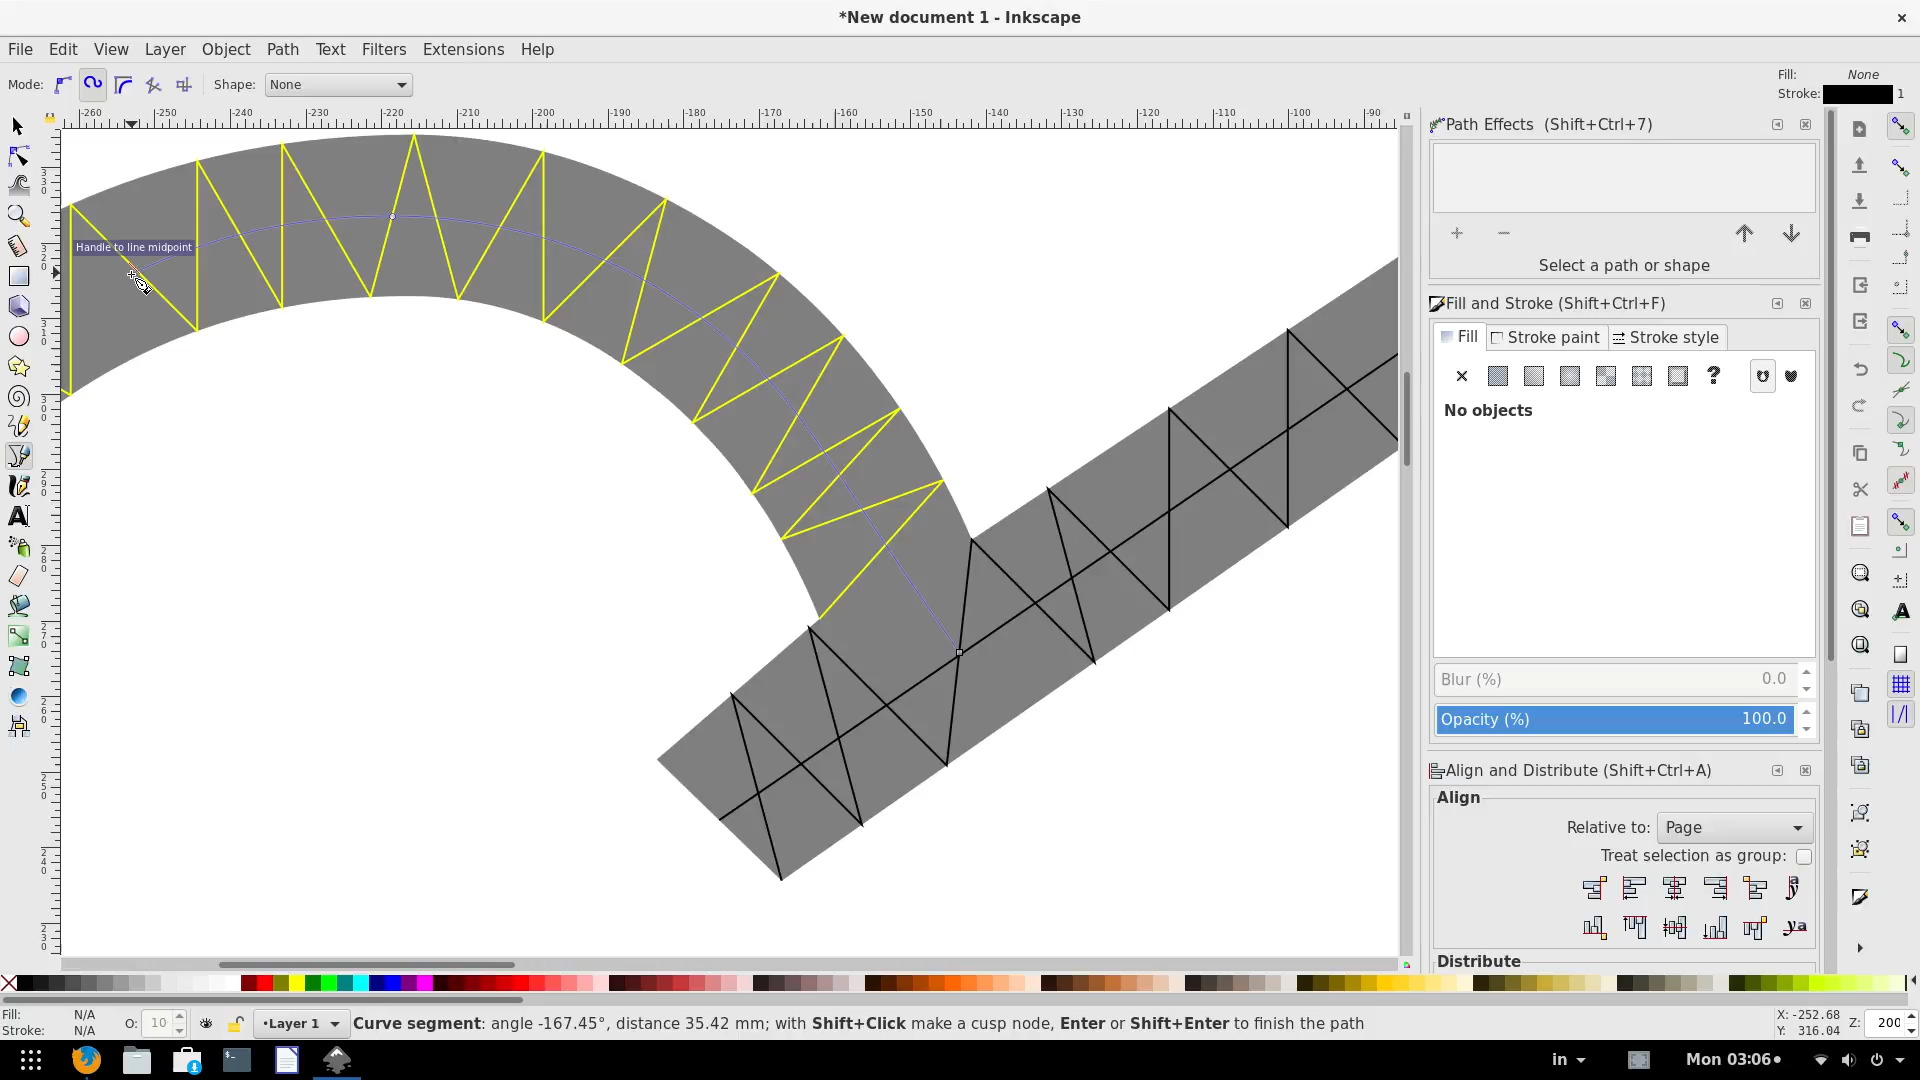 *New document 1 - Inkscape
File Edit View Layer Object Path Text Filters Extensions Help
Mode: Shape: None
Fill: None
Stroke: 1
-260 -250 -240 -230 -220 -210 -200 -190 -180 -170 -160 -150 -140 -130 -120 -110 -100 -90
Path Effects (Shift+Ctrl+7)
Select a path or shape
Handle to line midpoint
Fill and Stroke (Shift+Ctrl+F)
Fill Stroke paint Stroke style
No objects
Blur (%) 0.0
Opacity (%) 100.0
Align and Distribute (Shift+Ctrl+A)
Align
Relative to: Page
Treat selection as group:
Distribute
Fill: N/A
Stroke: N/A
O: 10
•Layer 1
Curve segment: angle -167.45°, distance 35.42 mm; with Shift+Click make a cusp node, Enter or Shift+Enter to finish the path
X: -252.68
Y: 316.04
Z: 200
in
Mon 03:06